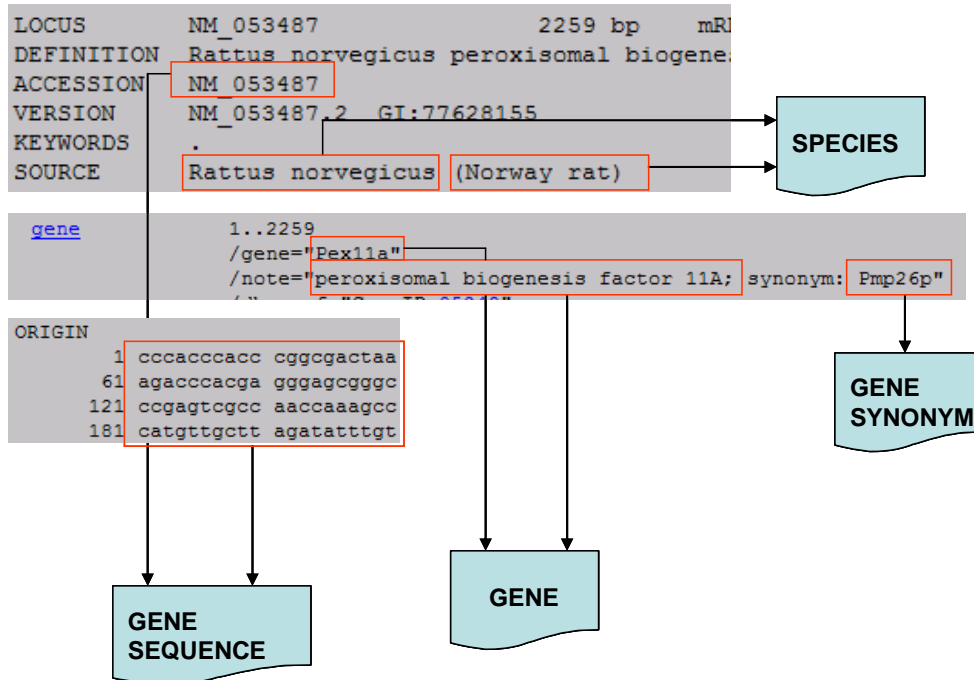 LOCUS NM_053487 2259 bp
DEFINITION Rattus norvegicus peroxisomal
ACCESSION NM_053487
VERSION NM_053487.2 GI:77628155
KEYWORDS .
SOURCE Rattus norvegicus (Norway rat)
SPECIES
gene 1..2259
/gene="Pex11a"
/note="peroxisomal biogenesis factor 11A; synonym: Pmp26p"
ORIGIN
1 cccacccacc cggcgactaa
61 agacccacga gggagcgggc
121 ccgagtcgcc aaccaaagcc
181 catgttgctt agatatttgt
GENE
SYNONYM
GENE
GENE
SEQUENCE